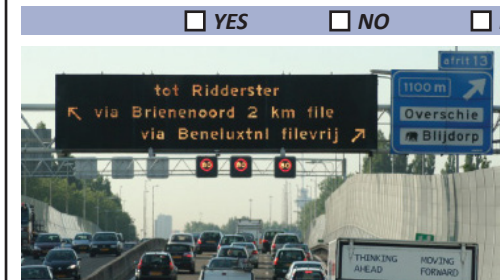 YES NO
afrit 13
1100 m
Overschie
Blijdorp
tot Ridderster
via Brienenoord 2 km file
via Beneluxtnl filevrij
THINKING AHEAD
MOVING FORWARD